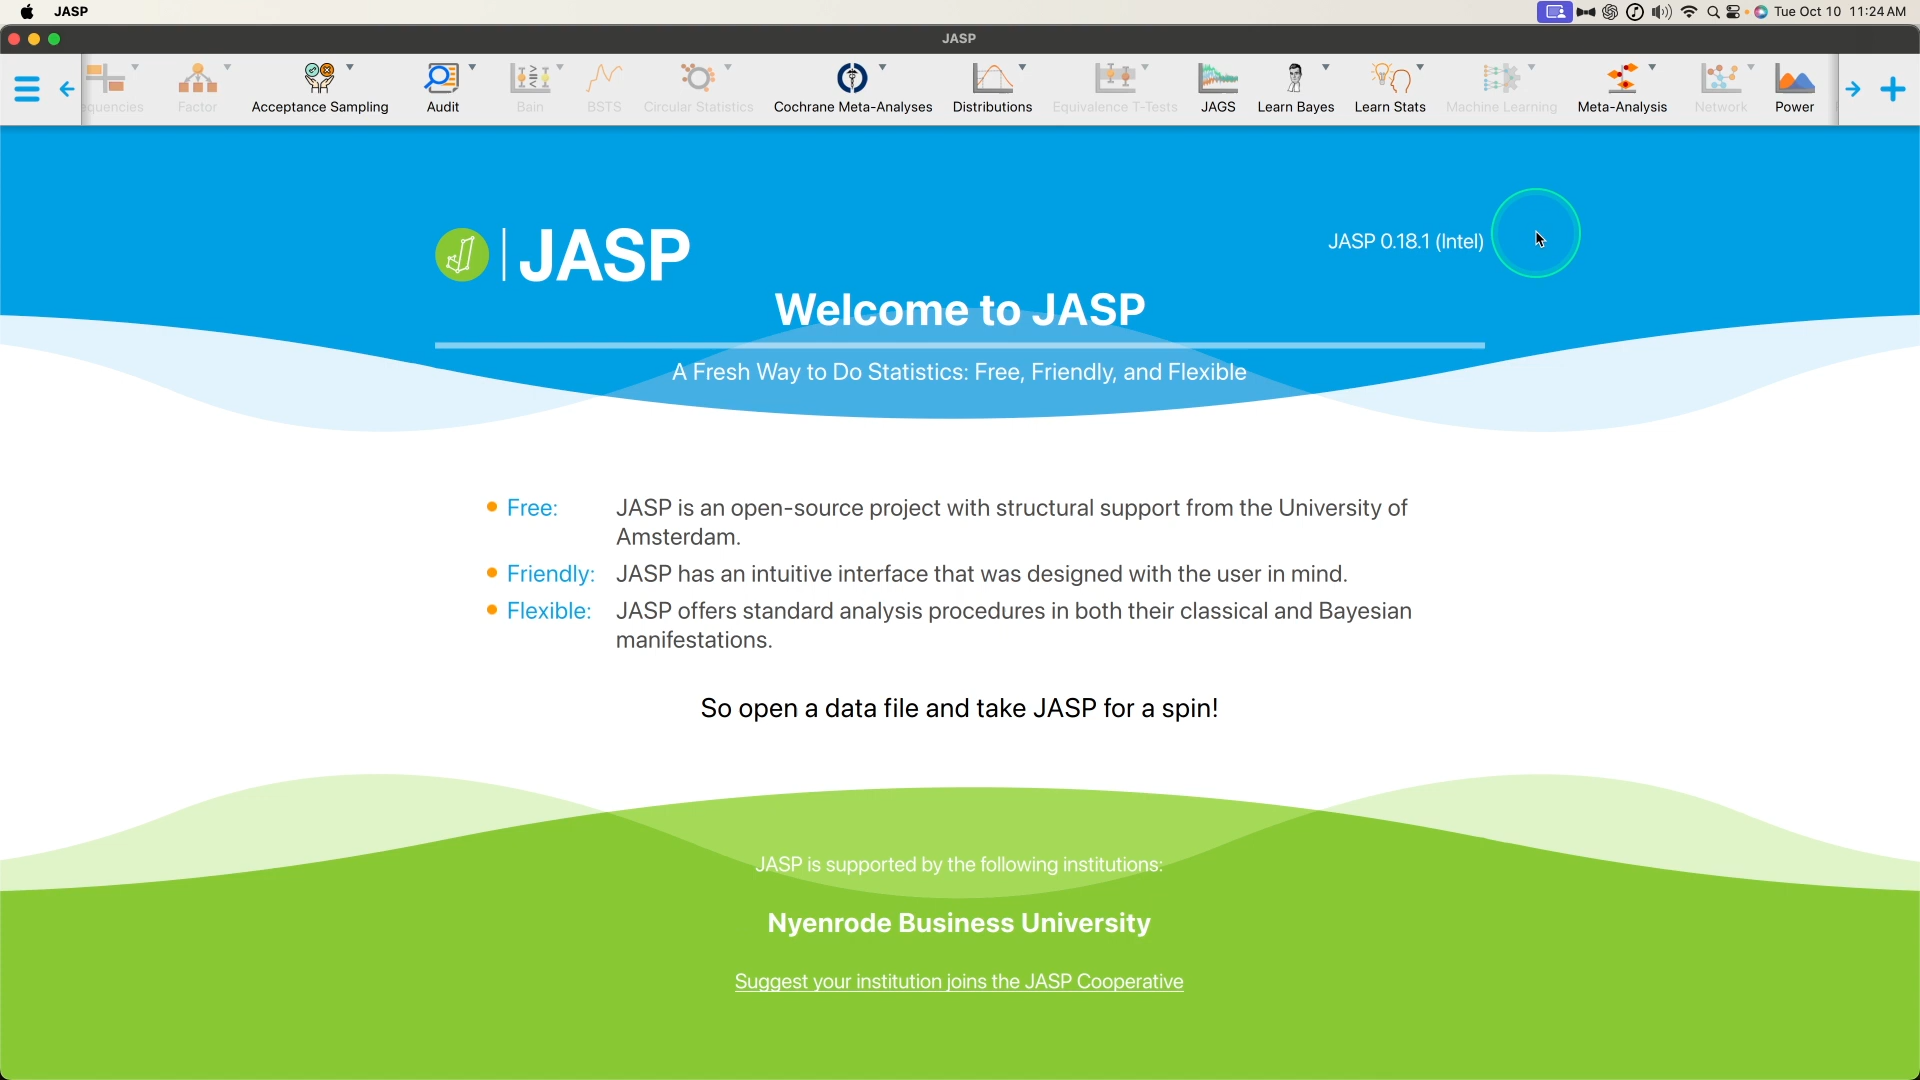 JASP
Tue Oct 10 11:24 AM
JASP
quencies
Factor
Acceptance Sampling
Audit
Bain
BSTS
Circular Statistics
Cochrane Meta-Analyses
Distributions
Equivalence T-Tests
JAGS
Learn Bayes
Learn Stats
Machine Learning
Meta-Analysis
Network
Power
JASP
JASP 0.18.1 (Intel)
Welcome to JASP
A Fresh Way to Do Statistics: Free, Friendly, and Flexible
Free: JASP is an open-source project with structural support from the University of
Amsterdam.
Friendly: JASP has an intuitive interface that was designed with the user in mind.
Flexible: JASP offers standard analysis procedures in both their classical and Bayesian
manifestations.
So open a data file and take JASP for a spin!
JASP is supported by the following institutions:
Nyenrode Business University
Suggest your institution joins the JASP Cooperative